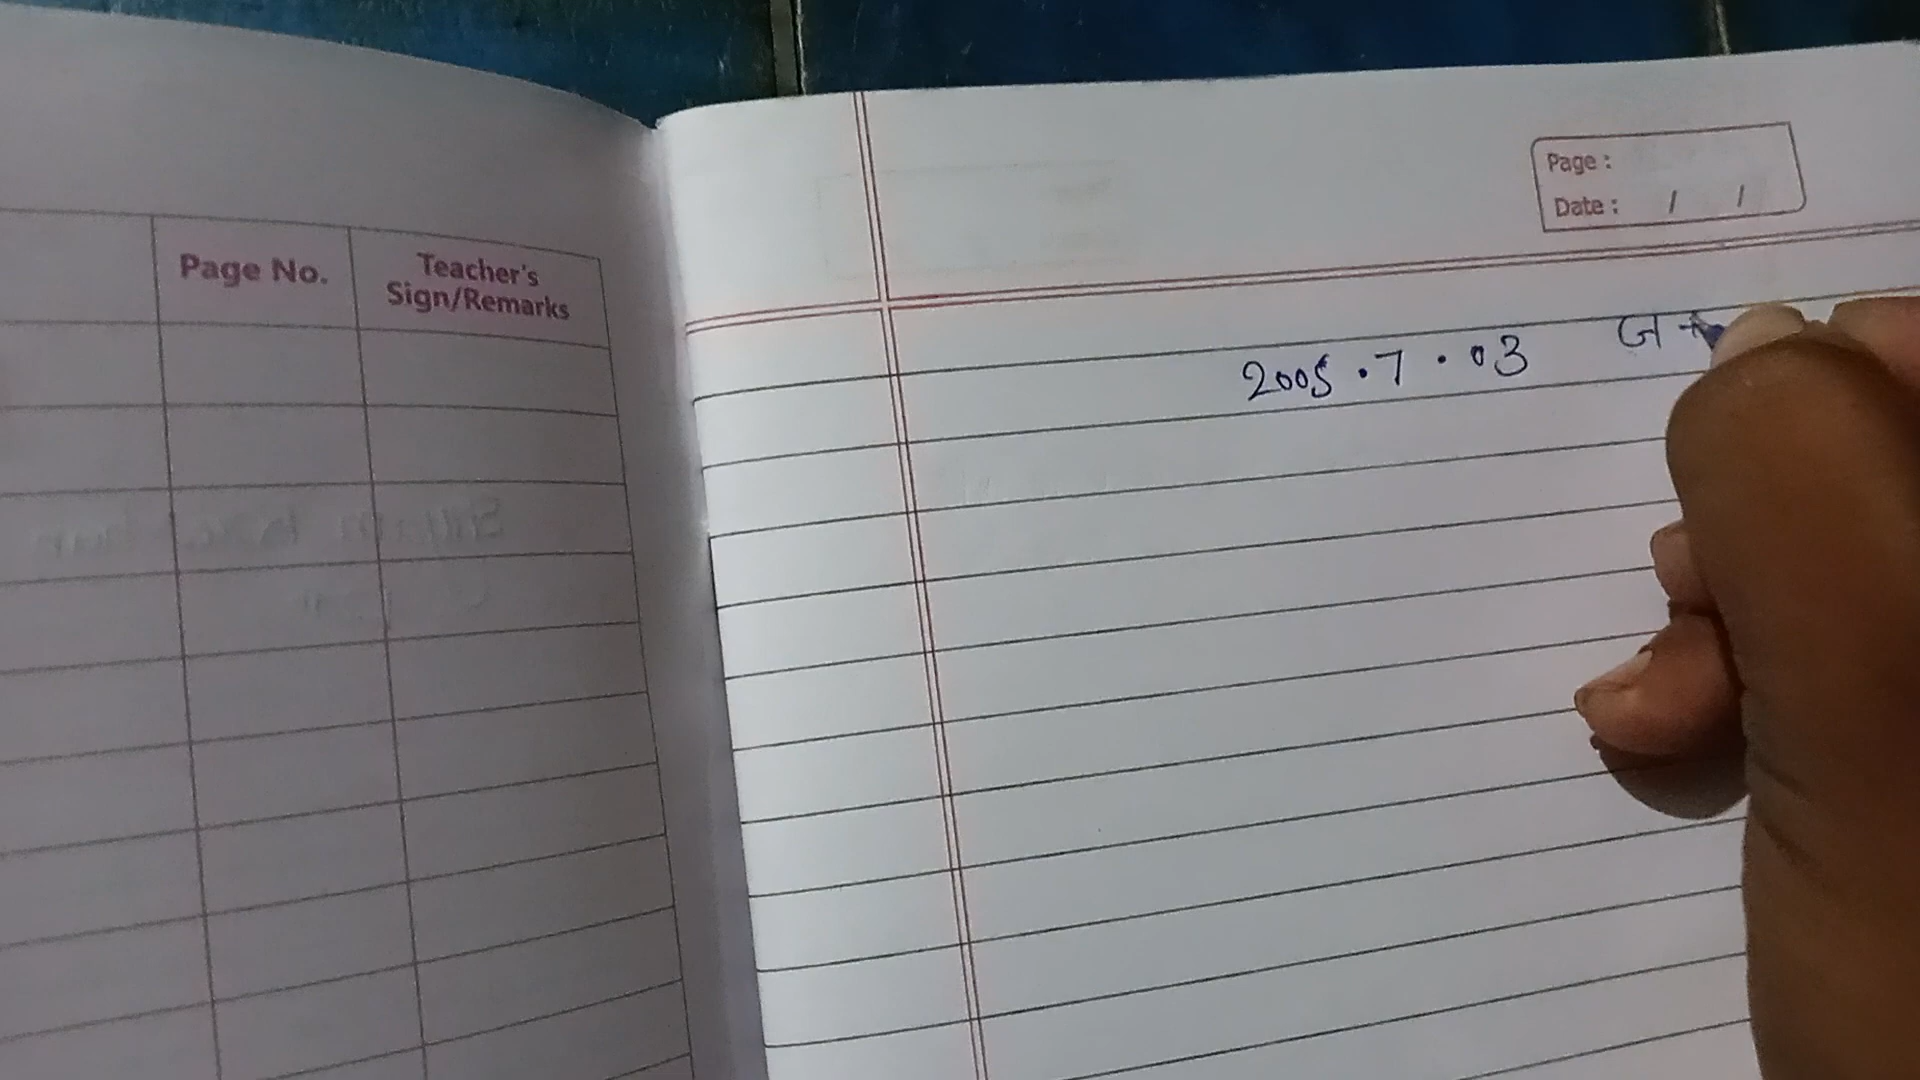 Page :
Date : / /
Page No.
Teacher's
Sign/Remarks
2005 . 7 . 03